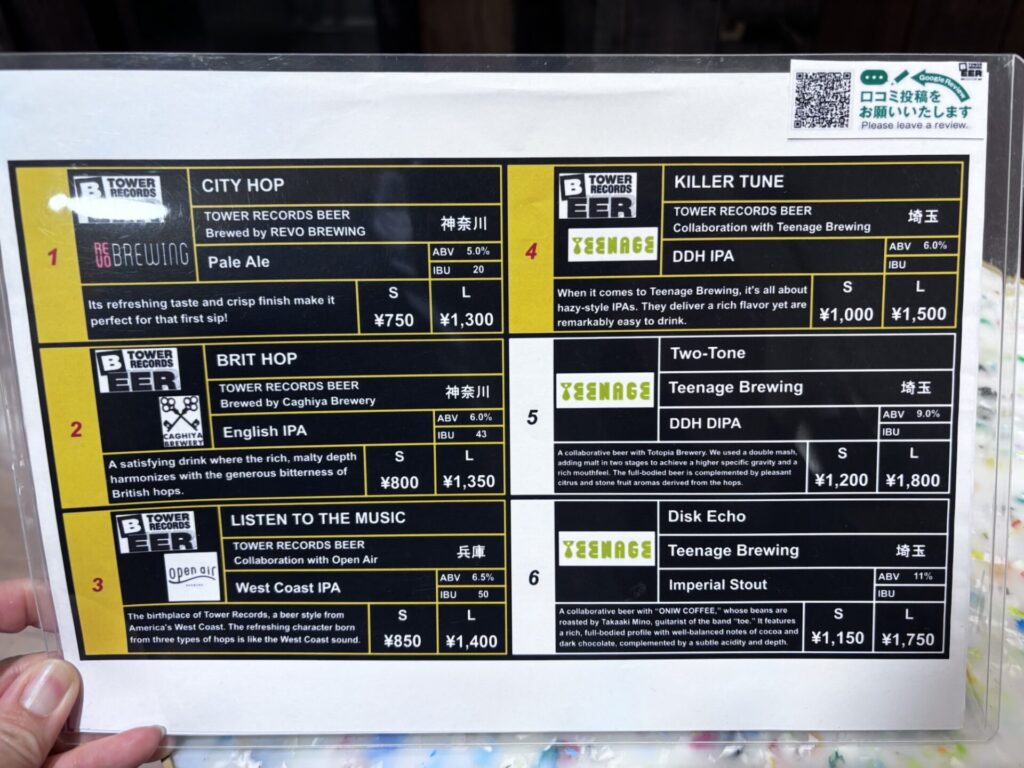 Google Review
口コミ投稿を
お願いいたします
Please leave a review.
1
B TOWER RECORDS
EER
REVO BREWING
CITY HOP
TOWER RECORDS BEER
Brewed by REVO BREWING
神奈川
Pale Ale
ABV 5.0%
IBU 20
Its refreshing taste and crisp finish make it
perfect for that first sip!
S
¥750
L
¥1,300
2
B TOWER RECORDS
EER
CAGHIYA
BREWERY
BRIT HOP
TOWER RECORDS BEER
Brewed by Caghiya Brewery
神奈川
English IPA
ABV 6.0%
IBU 43
A satisfying drink where the rich, malty depth
harmonizes with the generous bitterness of
British hops.
S
¥800
L
¥1,350
3
B TOWER RECORDS
EER
Open air
BREWING
LISTEN TO THE MUSIC
TOWER RECORDS BEER
Collaboration with Open Air
兵庫
West Coast IPA
ABV 6.5%
IBU 50
The birthplace of Tower Records, a beer style from
America's West Coast. The refreshing character born
from three types of hops is like the West Coast sound.
S
¥850
L
¥1,400
4
B TOWER RECORDS
EER
TEENAGE
KILLER TUNE
TOWER RECORDS BEER
Collaboration with Teenage Brewing
埼玉
DDH IPA
ABV 6.0%
IBU
When it comes to Teenage Brewing, it's all about
hazy-style IPAs. They deliver a rich flavor yet are
remarkably easy to drink.
S
¥1,000
L
¥1,500
5
TEENAGE
Two-Tone
Teenage Brewing
埼玉
DDH DIPA
ABV 9.0%
IBU
A collaborative beer with Totopia Brewery. We used a double mash,
adding malt in two stages to achieve a higher specific gravity and a
rich mouthfeel. The full-bodied beer is complemented by pleasant
citrus and stone fruit aromas derived from the hops.
S
¥1,200
L
¥1,800
6
TEENAGE
Disk Echo
Teenage Brewing
埼玉
Imperial Stout
ABV 11%
IBU
A collaborative beer with "ONIW COFFEE," whose beans are
roasted by Takaaki Mino, guitarist of the band "toe." It features
a rich, full-bodied profile with well-balanced notes of cocoa and
dark chocolate, complemented by a subtle acidity and depth.
S
¥1,150
L
¥1,750